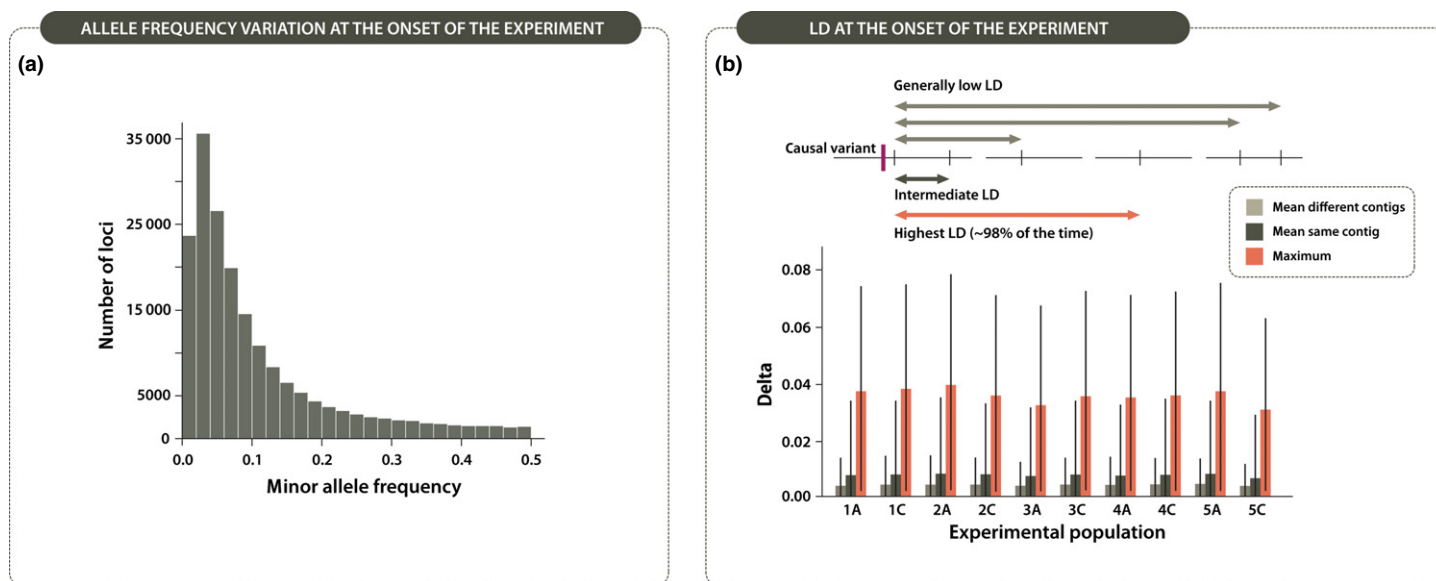 ALLELE FREQUENCY VARIATION AT THE ONSET OF THE EXPERIMENT
(a)
35 000
25 000
15 000
5000
0
Number of loci
0.0 0.1 0.2 0.3 0.4 0.5
Minor allele frequency
LD AT THE ONSET OF THE EXPERIMENT
(b)
Generally low LD
Causal variant
Intermediate LD
Highest LD (~98% of the time)
Mean different contigs
Mean same contig
Maximum
0.08
0.06
0.04
0.02
0.00
Delta
1A 1C 2A 2C 3A 3C 4A 4C 5A 5C
Experimental population